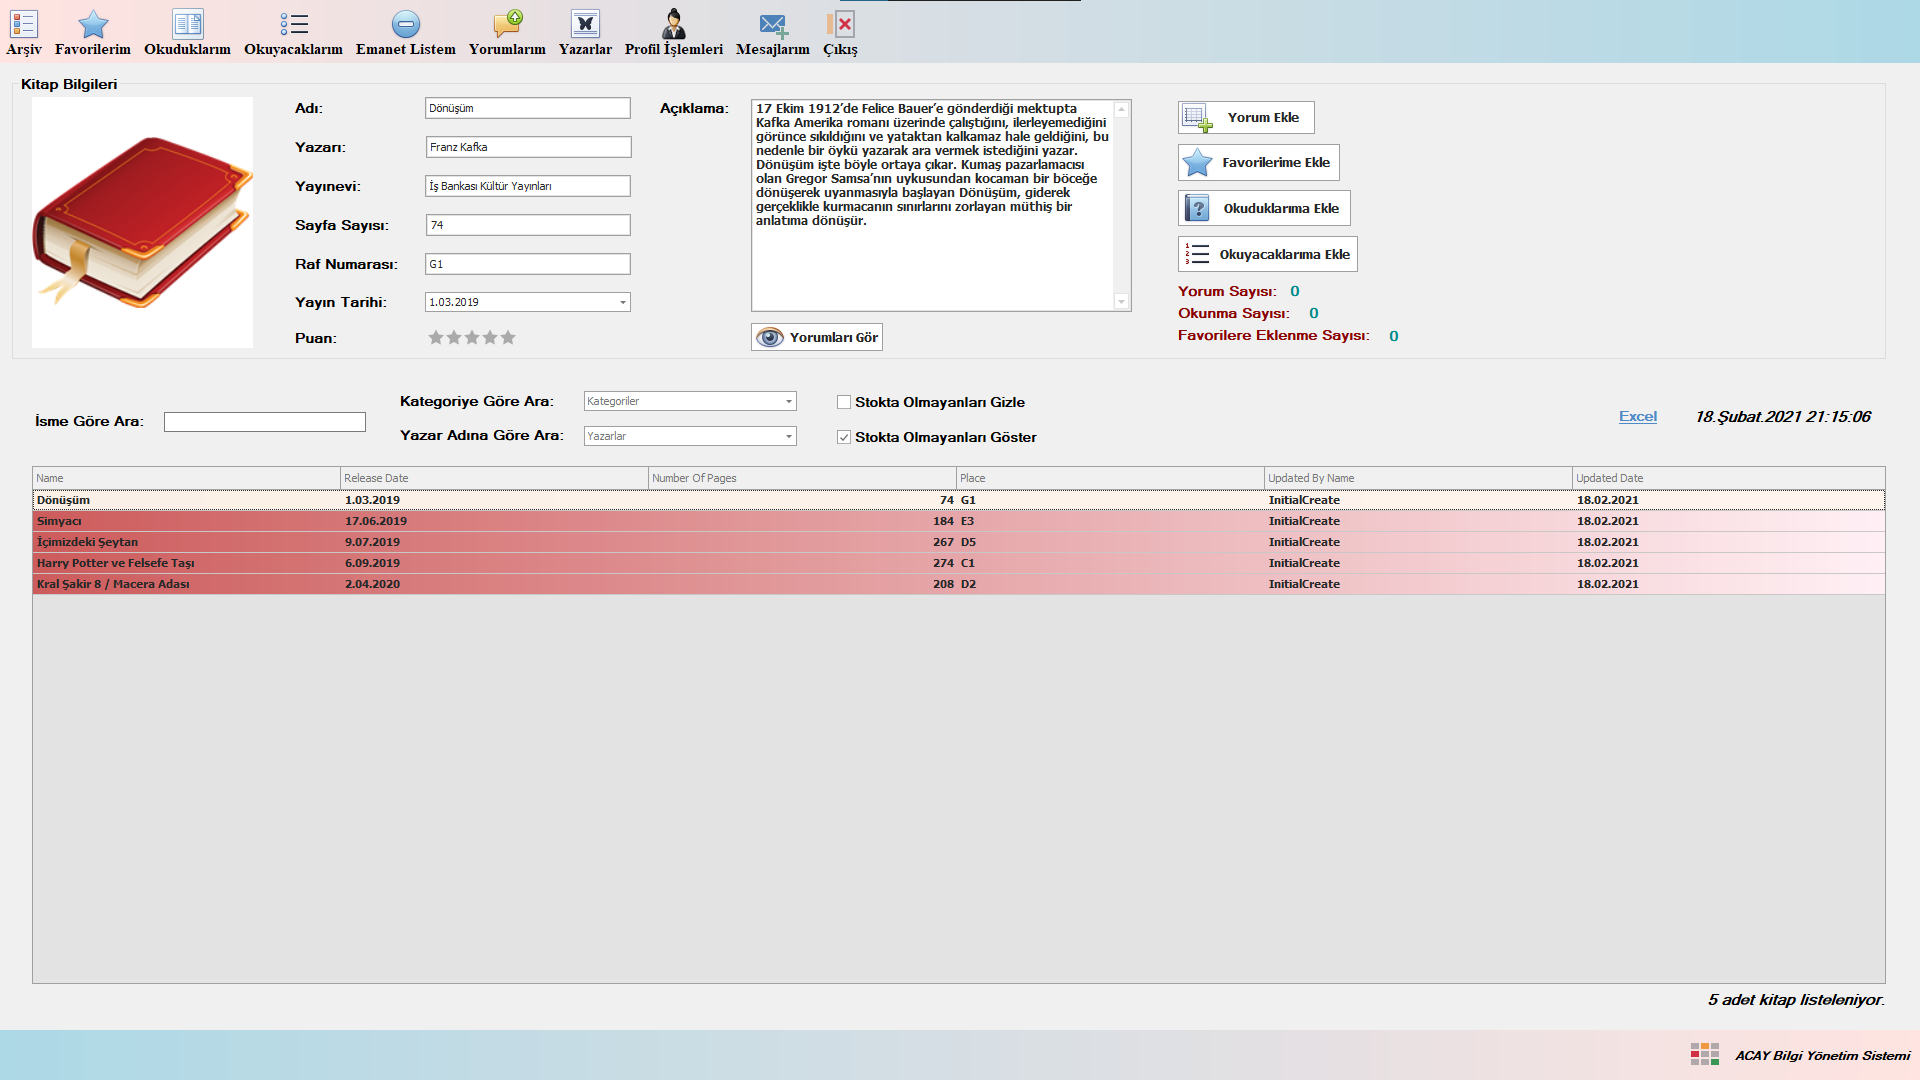 Arşiv Favorilerim Okuduklarım Okuyacaklarım Emanet Listem Yorumlarım Yazarlar Profil İşlemleri Mesajlarım Çıkış
Kitap Bilgileri
Adı: Dönüşüm
Yazarı: Franz Kafka
Yayınevi: İş Bankası Kültür Yayınları
Sayfa Sayısı: 74
Raf Numarası: G1
Yayın Tarihi: 1.03.2019
Puan:
Açıklama:
17 Ekim 1912’de Felice Bauer’e gönderdiği mektupta
Kafka Amerika romanı üzerinde çalıştığını, ilerleyemediğini
görünce sıkıldığını ve yataktan kalkamaz hale geldiğini, bu
nedenle bir öykü yazarak ara vermek istediğini yazar.
Dönüşüm işte böyle ortaya çıkar. Kumaş pazarlamacısı
olan Gregor Samsa’nın uykusundan kocaman bir böceğe
dönüşerek uyanmasıyla başlayan Dönüşüm, giderek
gerçeklikle kurmacanın sınırlarını zorlayan müthiş bir
anlatıma dönüşür.
Yorumları Gör
Yorum Ekle
Favorilerime Ekle
Okuduklarıma Ekle
Okuyacaklarıma Ekle
Yorum Sayısı: 0
Okunma Sayısı: 0
Favorilere Eklenme Sayısı: 0
İsme Göre Ara:
Kategoriye Göre Ara: Kategoriler
Yazar Adına Göre Ara: Yazarlar
Stokta Olmayanları Gizle
Stokta Olmayanları Göster
Excel 18.Şubat.2021 21:15:06
Name Release Date Number Of Pages Place Updated By Name Updated Date
Dönüşüm 1.03.2019 74 G1 InitialCreate 18.02.2021
Simyacı 17.06.2019 184 E3 InitialCreate 18.02.2021
İçimizdeki Şeytan 9.07.2019 267 D5 InitialCreate 18.02.2021
Harry Potter ve Felsefe Taşı 6.09.2019 274 C1 InitialCreate 18.02.2021
Kral Şakir 8 / Macera Adası 2.04.2020 208 D2 InitialCreate 18.02.2021
5 adet kitap listeleniyor.
ACAY Bilgi Yönetim Sistemi